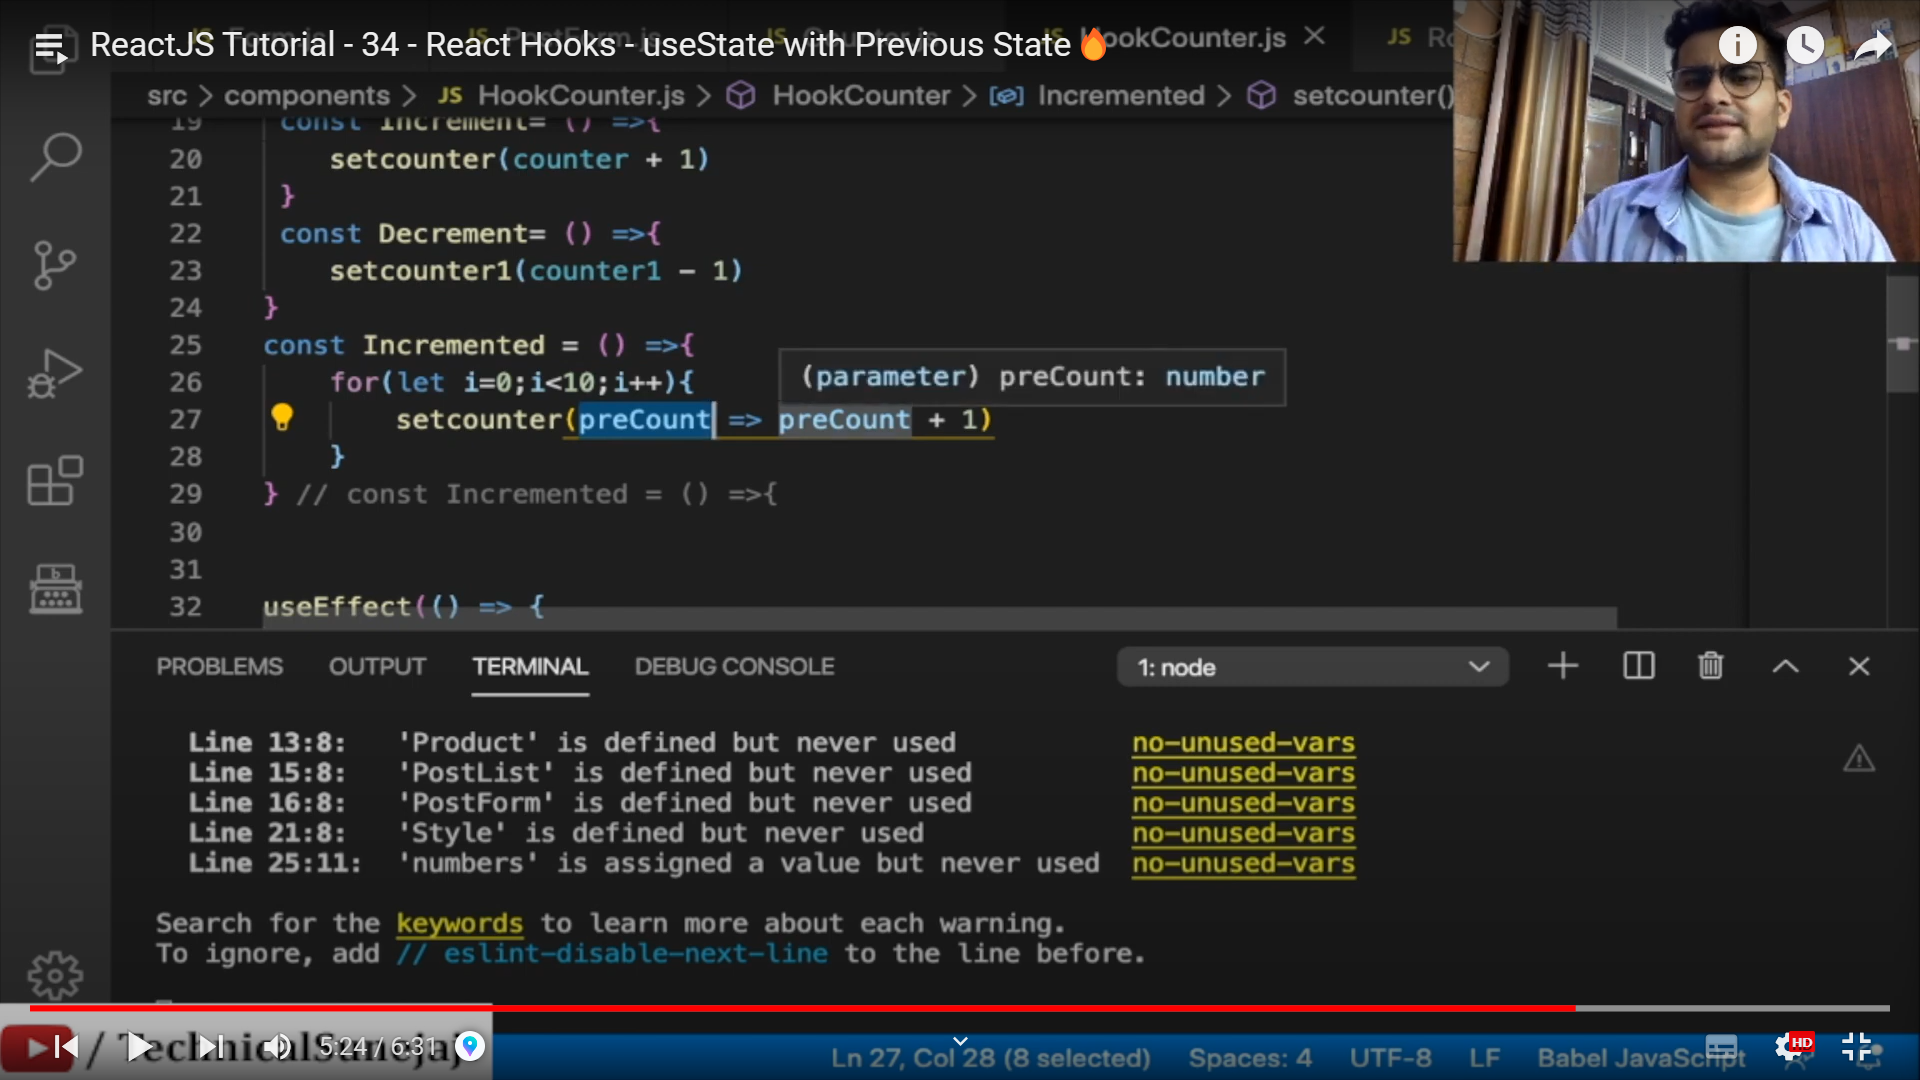 ReactJS Tutorial - 34 - React Hooks - useState with Previous State🔥
HookCounter.js
JS
src > components > JS HookCounter.js > HookCounter > Incremented > setcounter()
19 const Increment= () =>{
20 setcounter(counter + 1)
21 }
22 const Decrement= () =>{
23 setcounter1(counter1 - 1)
24 }
25 const Incremented = () =>{
26 for(let i=0;i<10;i++){
(parameter) preCount: number
27 setcounter(preCount => preCount + 1)
28 }
29 } // const Incremented = () =>{
30
31
32 useEffect(() => {
PROBLEMS OUTPUT TERMINAL DEBUG CONSOLE 1: node
Line 13:8: 'Product' is defined but never used no-unused-vars
Line 15:8: 'PostList' is defined but never used no-unused-vars
Line 16:8: 'PostForm' is defined but never used no-unused-vars
Line 21:8: 'Style' is defined but never used no-unused-vars
Line 25:11: 'numbers' is assigned a value but never used no-unused-vars
Search for the keywords to learn more about each warning.
To ignore, add // eslint-disable-next-line to the line before.
5:24 / 6:31
HD
Ln 27, Col 28 (8 selected) Spaces: 4 UTF-8 LF Babel JavaScript